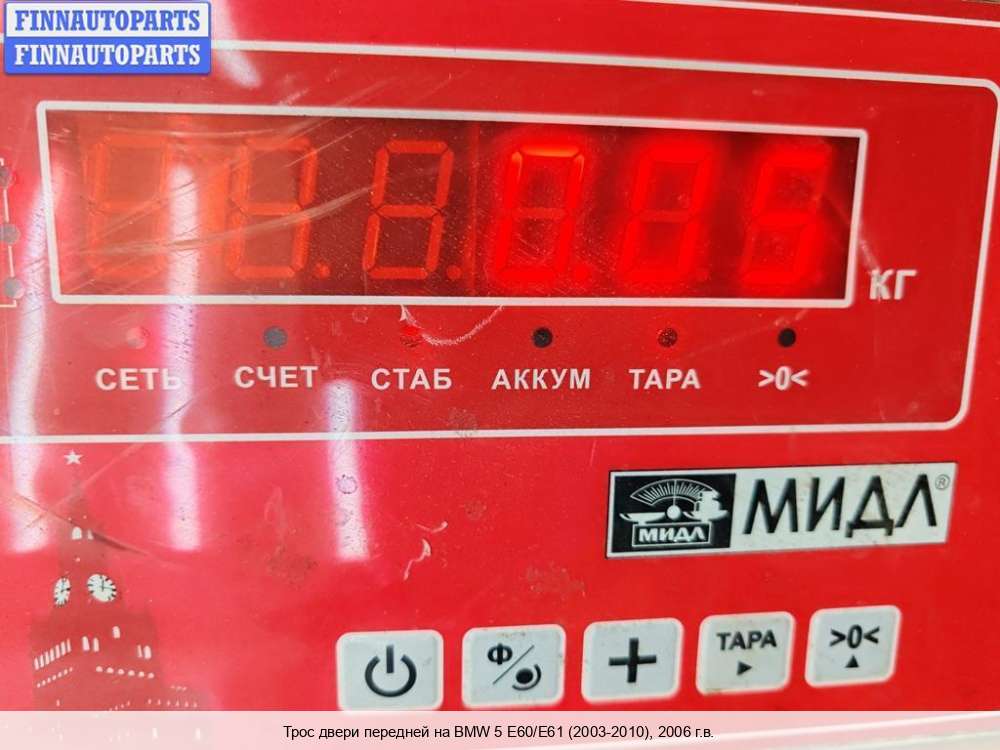 FINNAUTOPARTS
FINNAUTOPARTS
КГ
СЕТЬ СЧЕТ СТАБ АККУМ ТАРА >0<
МИДЛ МИДЛ®
Ф ТАРА >0<
Трос двери передней на BMW 5 E60/E61 (2003-2010), 2006 г.в.